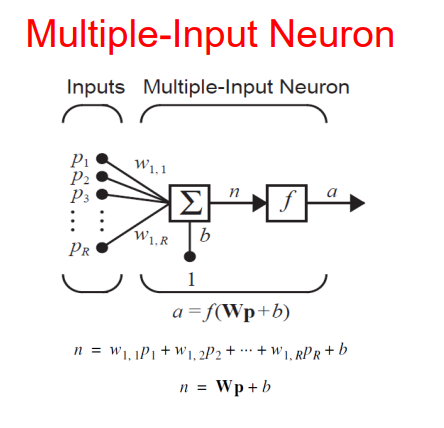 Multiple-Input Neuron
Inputs Multiple-Input Neuron
p1
p2
p3
pR
w1,1
w1,R
Σ
n
f
a
b
1
a = f(Wp + b)
n = w1,1p1 + w1,2p2 + ··· + w1,RpR + b
n = Wp + b